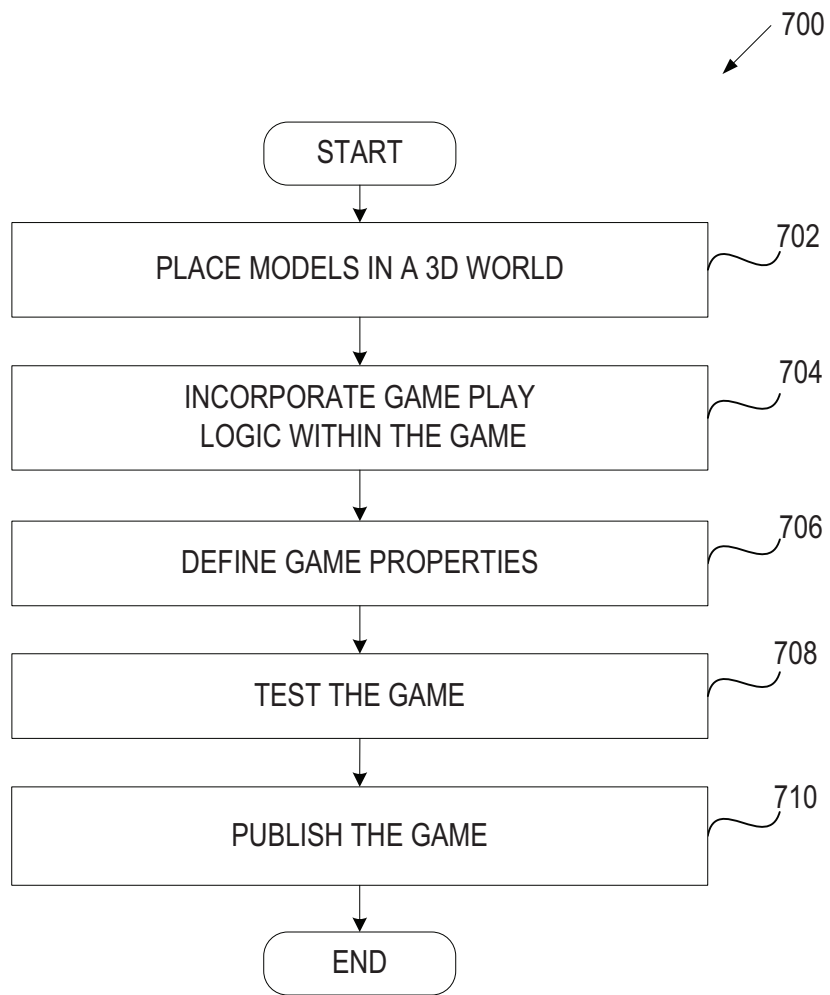 700
START
702
PLACE MODELS IN A 3D WORLD
704
INCORPORATE GAME PLAY
LOGIC WITHIN THE GAME
706
DEFINE GAME PROPERTIES
708
TEST THE GAME
710
PUBLISH THE GAME
END